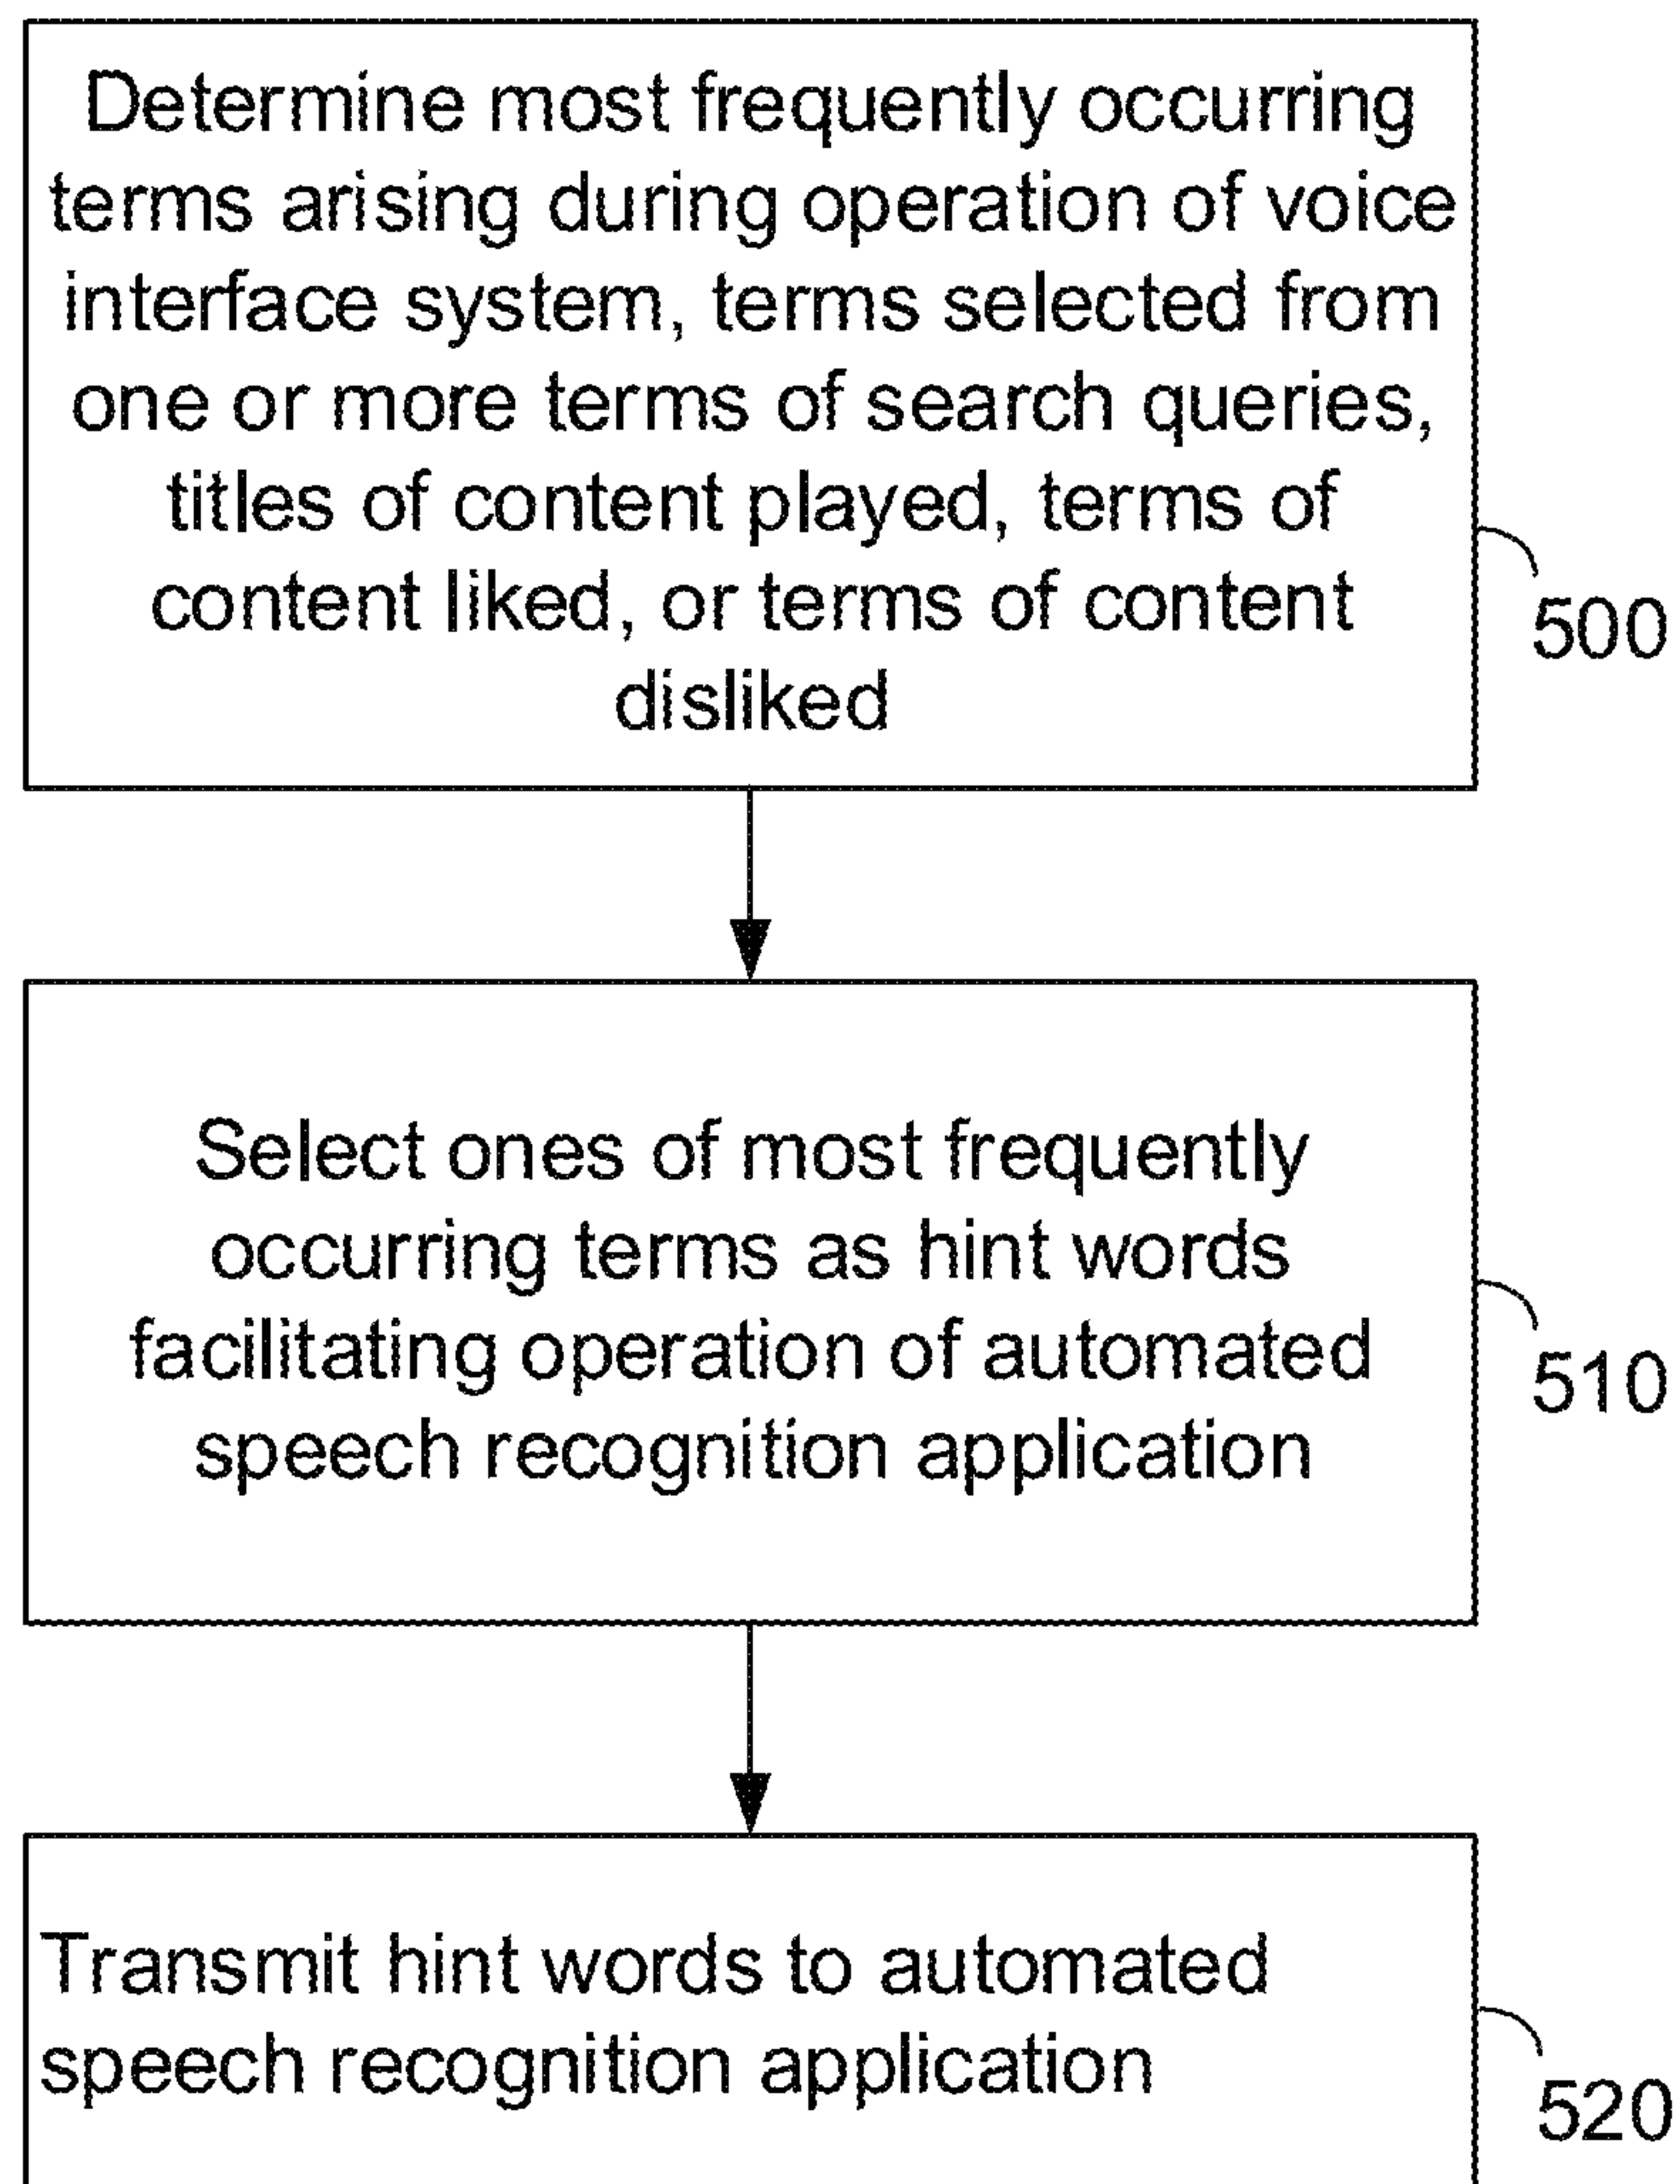 Determine most frequently occurring
terms arising during operation of voice
interface system, terms selected from
one or more terms of search queries,
titles of content played, terms of
content liked, or terms of content
disliked
500
Select ones of most frequently
occurring terms as hint words
facilitating operation of automated
speech recognition application
510
Transmit hint words to automated
speech recognition application
520